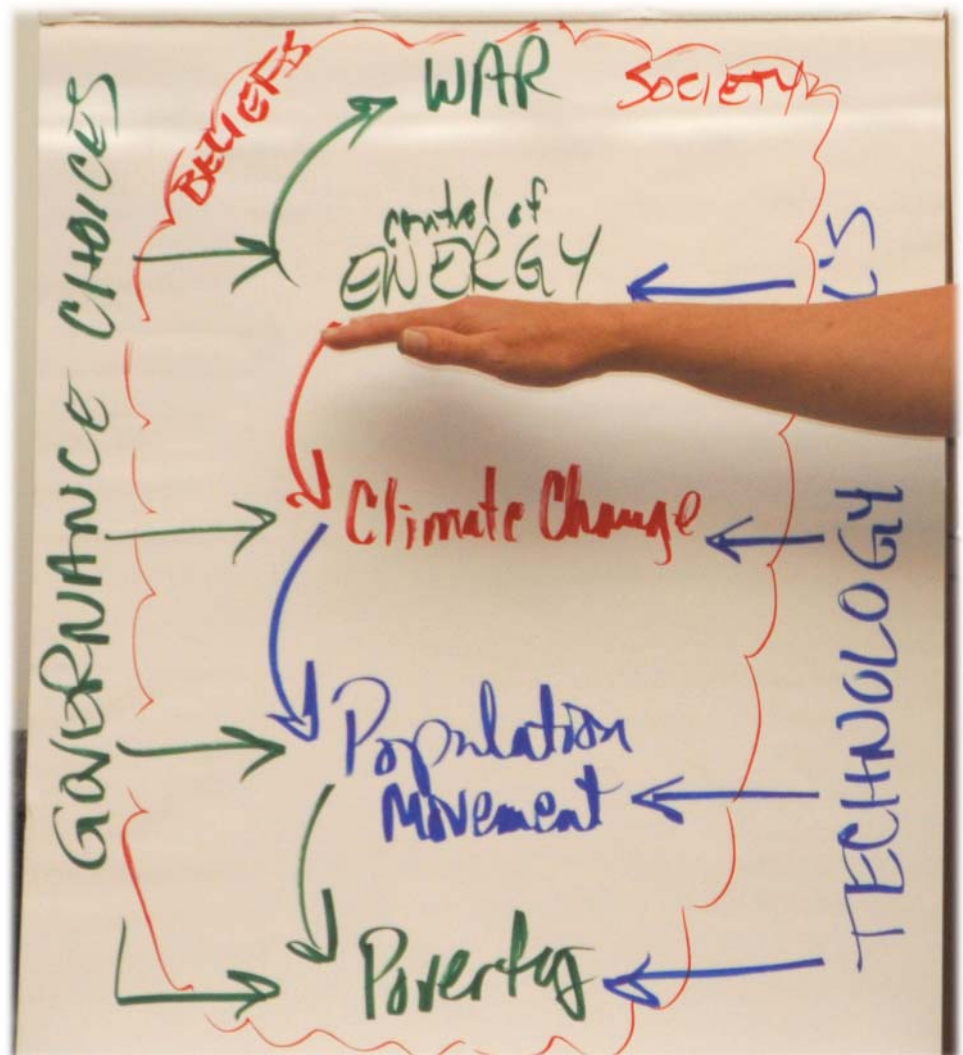 GOVERNANCE CHOICES
BELIEFS
WAR
SOCIETY
control of
ENERGY
Climate Change
Population
Movement
Poverty
TECHNOLOGY